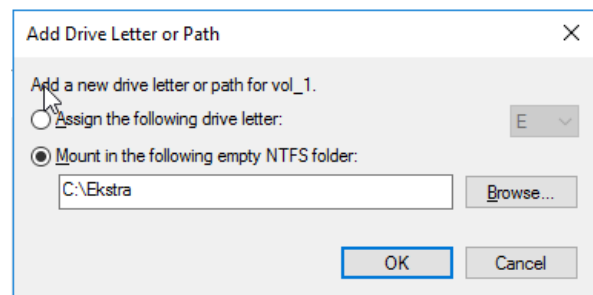 Add Drive Letter or Path
Add a new drive letter or path for vol_1.
Assign the following drive letter:
E
Mount in the following empty NTFS folder:
C:\Ekstra
Browse...
OK
Cancel